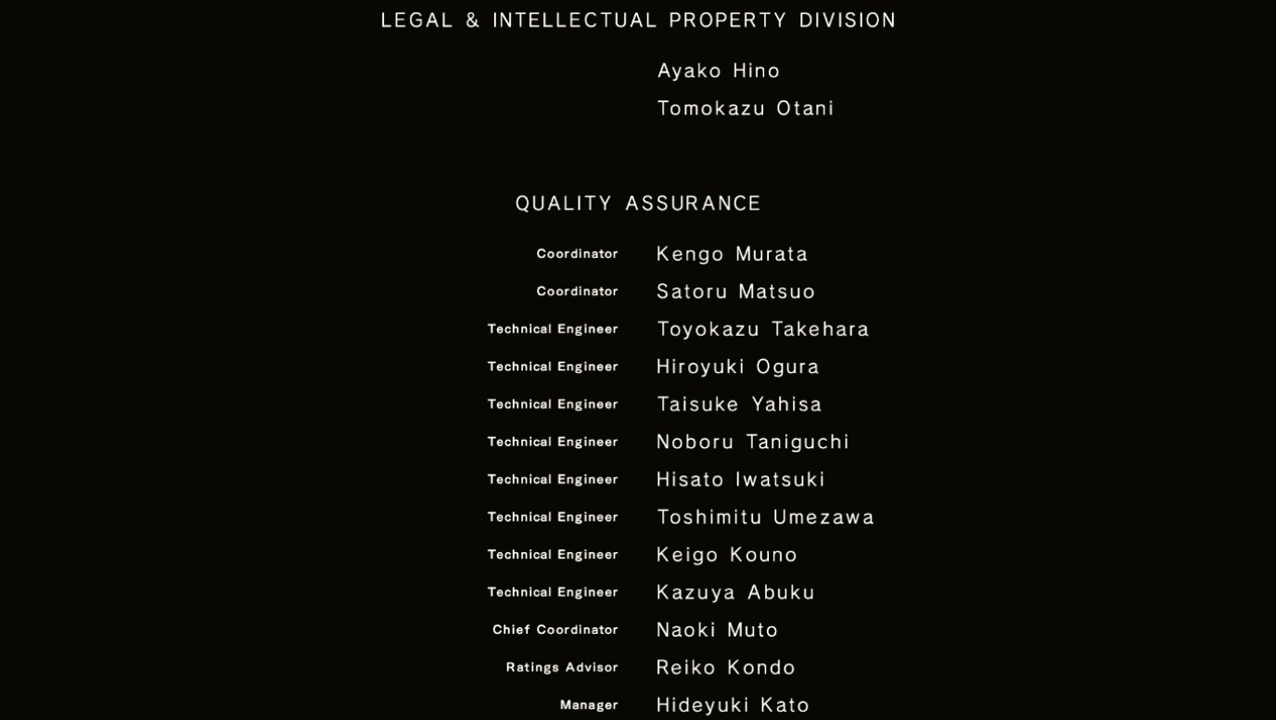 LEGAL & INTELLECTUAL PROPERTY DIVISION
Ayako Hino
Tomokazu Otani
QUALITY ASSURANCE
Coordinator Kengo Murata
Coordinator Satoru Matsuo
Technical Engineer Toyokazu Takehara
Technical Engineer Hiroyuki Ogura
Technical Engineer Taisuke Yahisa
Technical Engineer Noboru Taniguchi
Technical Engineer Hisato Iwatsuki
Technical Engineer Toshimitu Umezawa
Technical Engineer Keigo Kouno
Technical Engineer Kazuya Abuku
Chief Coordinator Naoki Muto
Ratings Advisor Reiko Kondo
Manager Hideyuki Kato